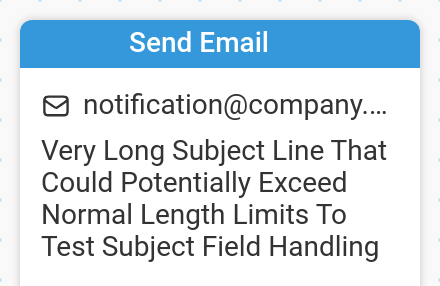 Send Email
notification@company....
Very Long Subject Line That
Could Potentially Exceed
Normal Length Limits To
Test Subject Field Handling